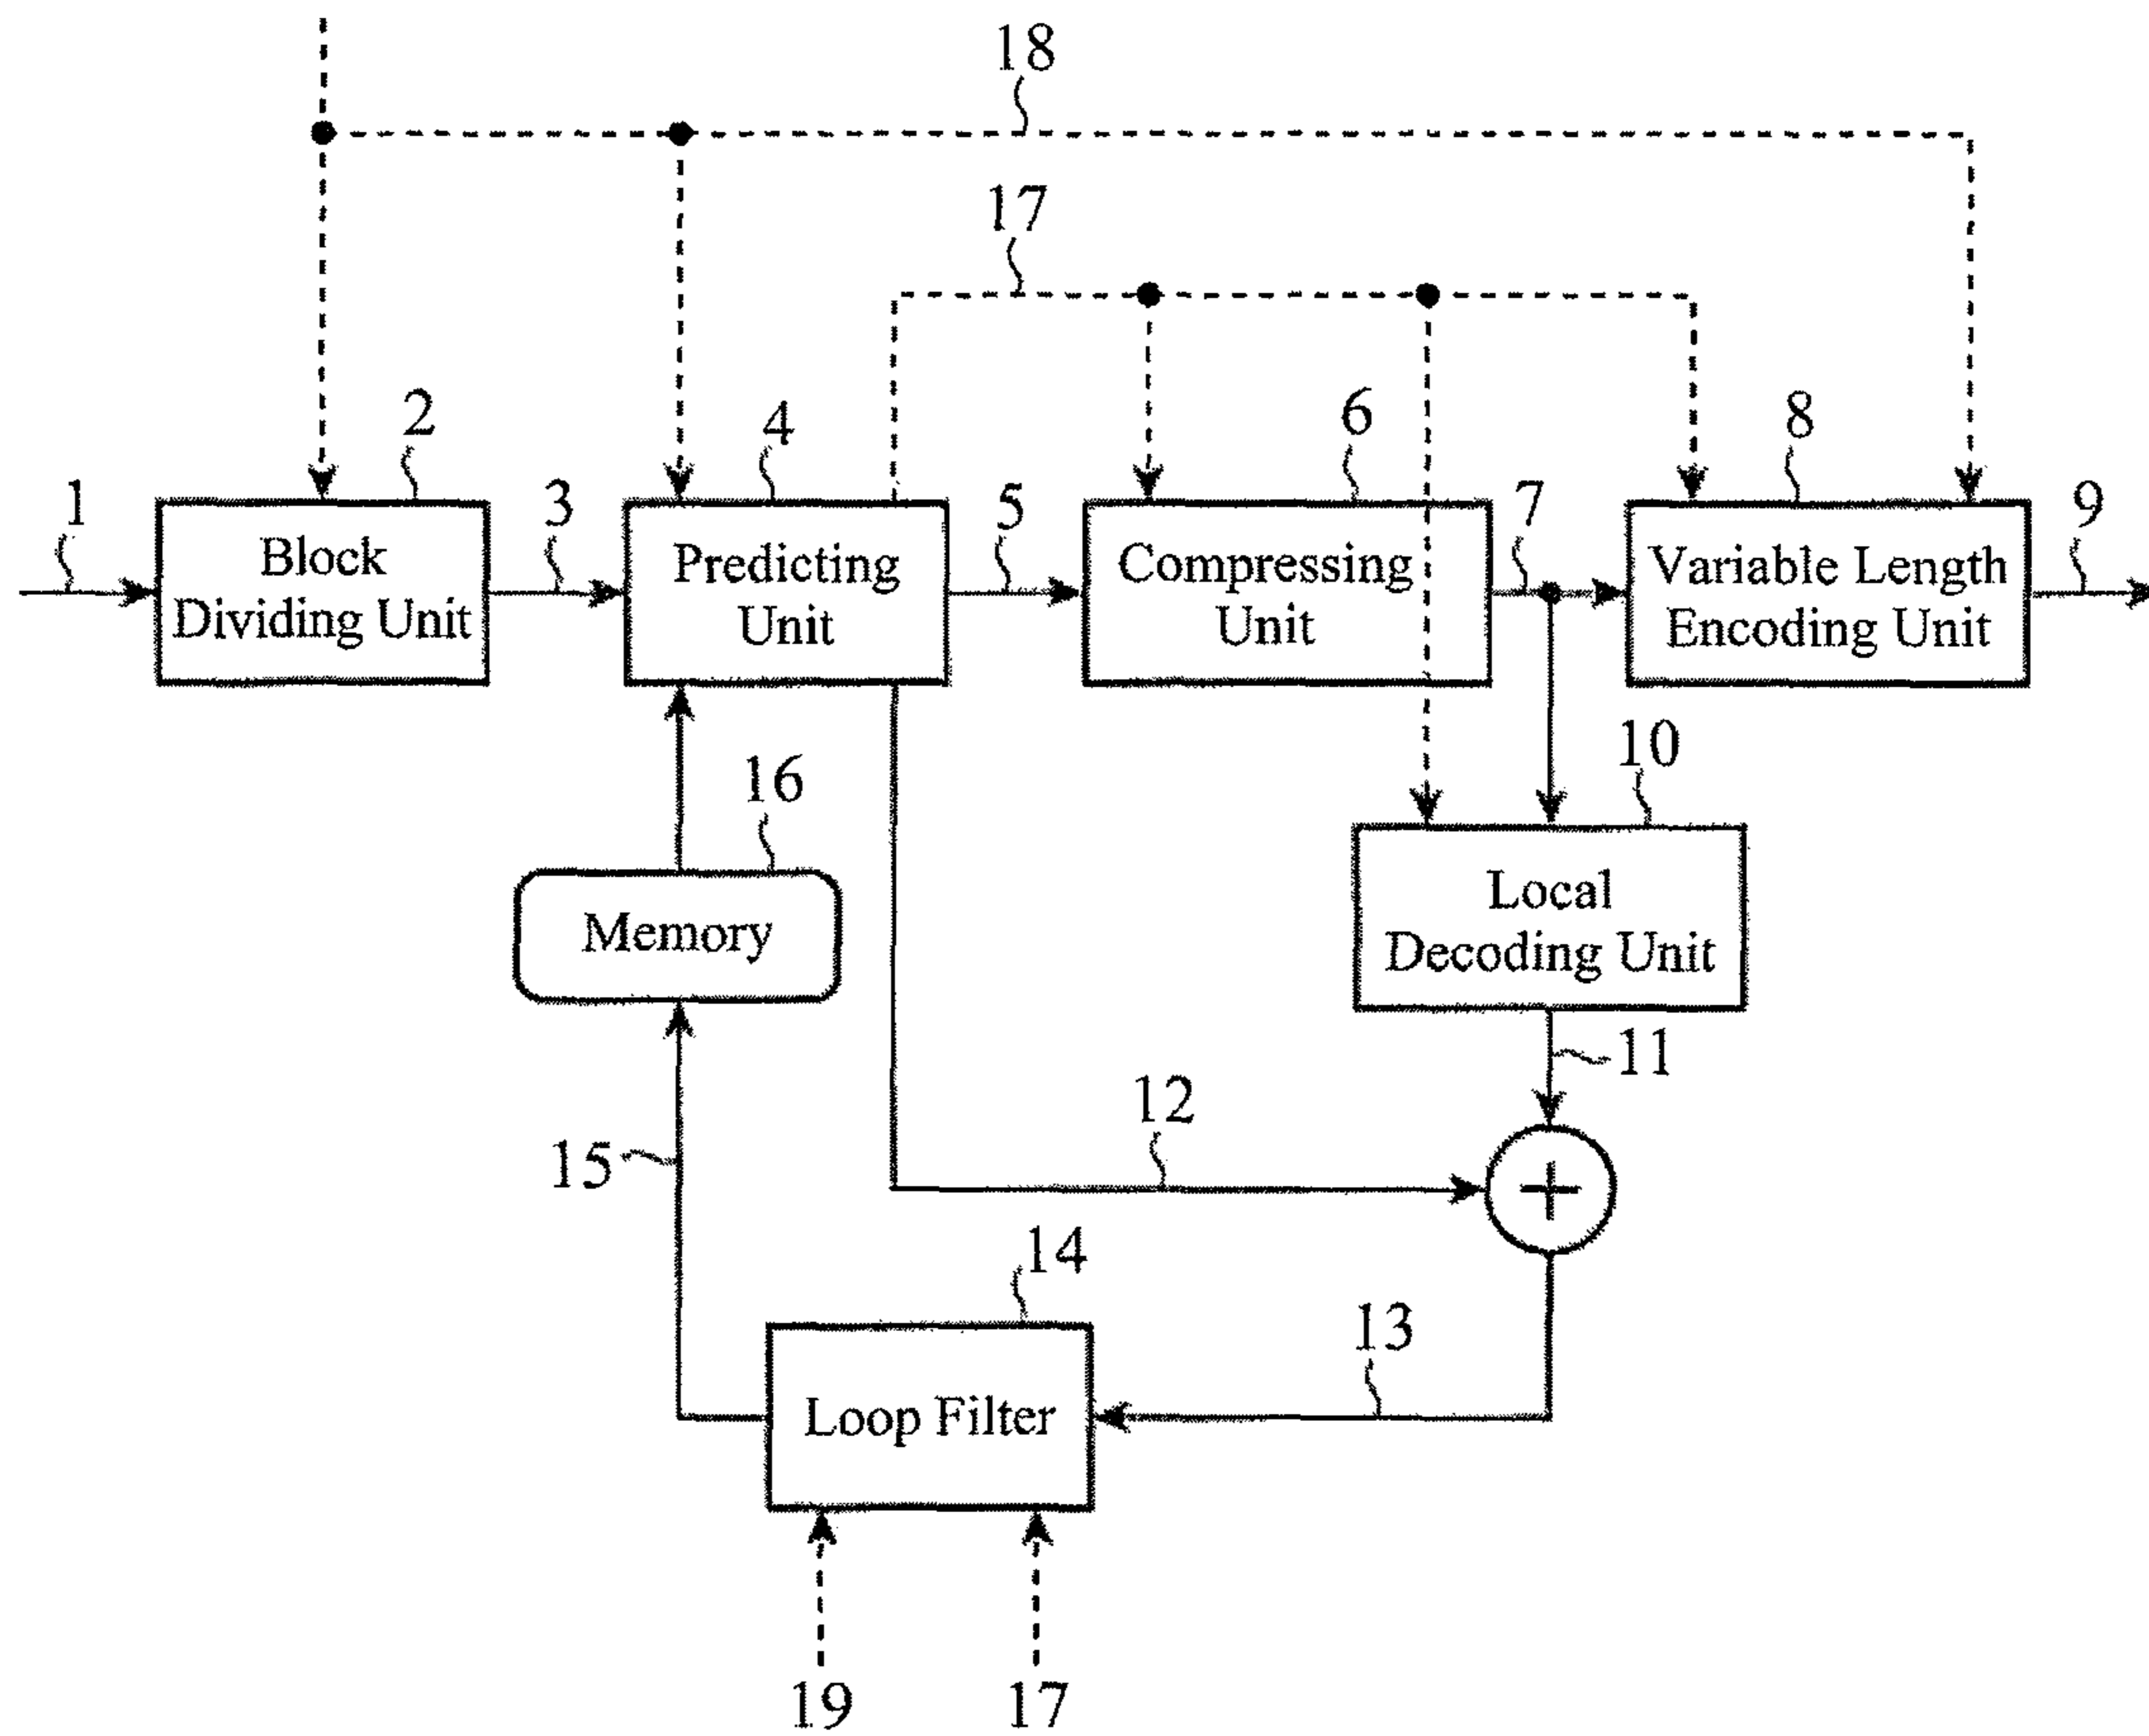 18
17
2
4
6
8
1
3
5
7
9
Block
Dividing Unit
Predicting
Unit
Compressing
Unit
Variable Length
Encoding Unit
10
16
Memory
Local
Decoding Unit
11
12
15
+
14
13
Loop Filter
19
17